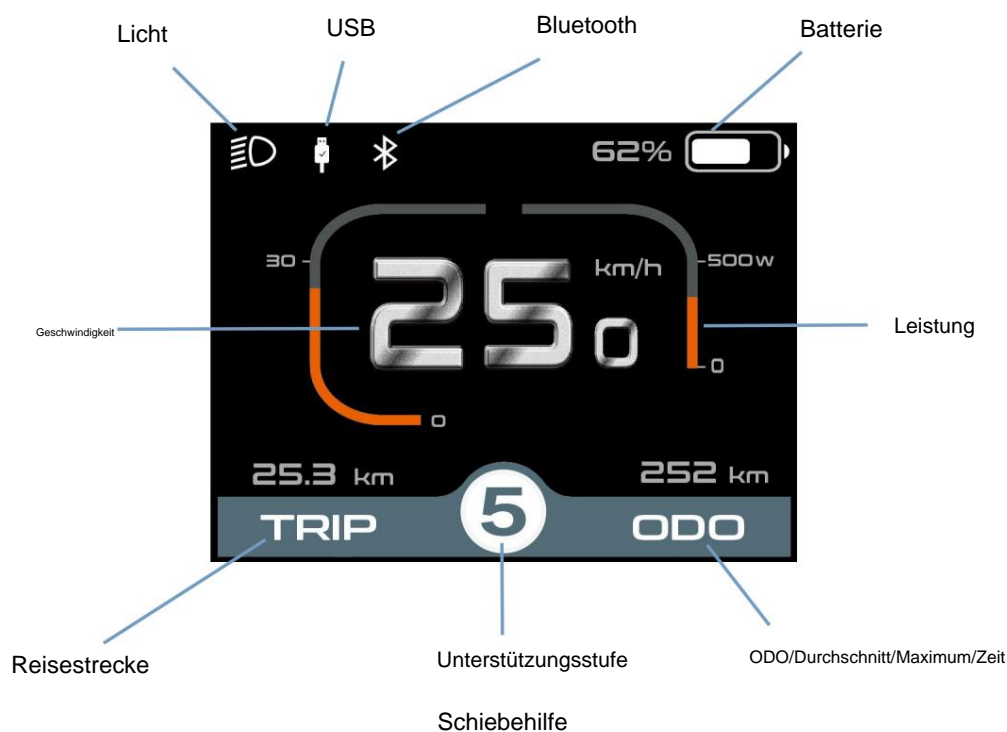 Licht
USB
Bluetooth
Batterie
62%
30
km/h
500w
25.0
Geschwindigkeit
Leistung
0
0
25.3 km
252 km
TRIP
5
ODO
Reisestrecke
Unterstützungsstufe
ODO/Durchschnitt/Maximum/Zeit
Schiebehilfe